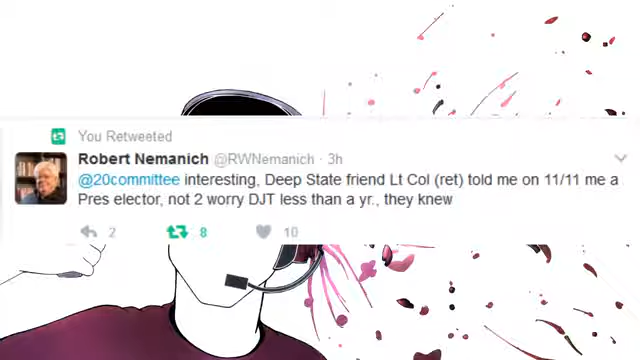 You Retweeted
Robert Nemanich @RWNemanich · 3h
@20committee interesting, Deep State friend Lt Col (ret) told me on 11/11 me a
Pres elector, not 2 worry DJT less than a yr., they knew
2 8 10